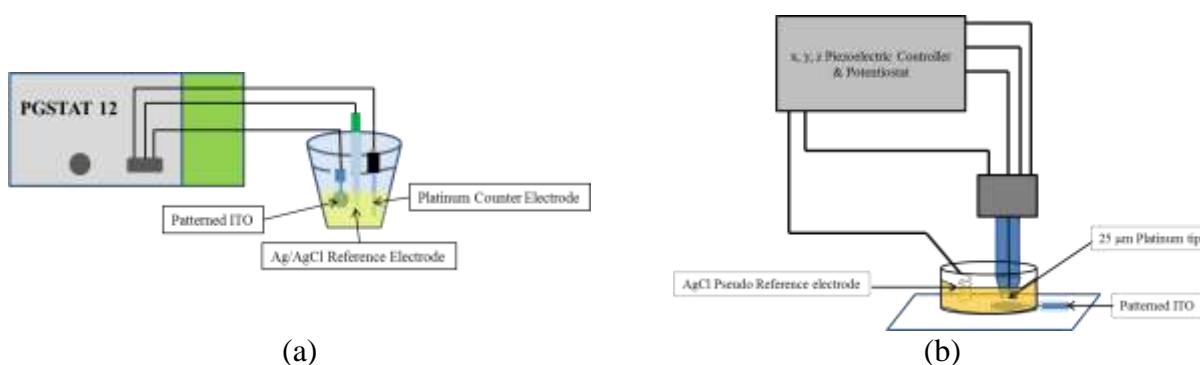 PGSTAT 12
Patterned ITO
Platinum Counter Electrode
Ag/AgCl Reference Electrode
(a)
x, y, z Piezoelectric Controller
& Potentiostat
25 µm Platinum tip
AgCl Pseudo Reference electrode
Patterned ITO
(b)